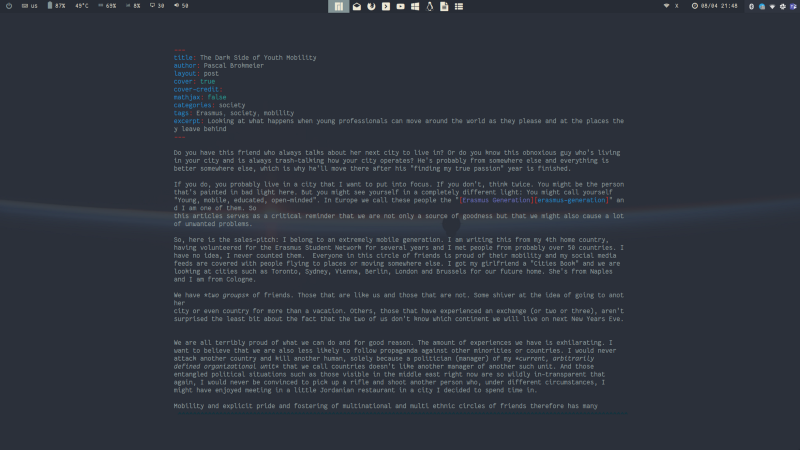 us 87% 49°C 69% 8% 30 50 X 08/04 21:48
---
title: The Dark Side of Youth Mobility
author: Pascal Brokmeier
layout: post
cover: true
cover-credit:
mathjax: false
categories: society
tags: Erasmus, society, mobility
excerpt: Looking at what happens when young professionals can move around the world as they please and at the places the
y leave behind
---
Do you have this friend who always talks about her next city to live in? Or do you know this obnoxious guy who's living
in your city and is always trash-talking how your city operates? He's probably from somewhere else and everything is
better somewhere else, which is why he'll move there after his "finding my true passion" year is finished.
If you do, you probably live in a city that I want to put into focus. If you don't, think twice. You might be the person
that's painted in bad light here. But you might see yourself in a completely different light: You might call yourself
"Young, mobile, educated, open-minded". In Europe we call these people the "[Erasmus Generation][erasmus-generation]" an
d I am one of them. So
this articles serves as a critical reminder that we are not only a source of goodness but that we might also cause a lot
of unwanted problems.
So, here is the sales-pitch: I belong to an extremely mobile generation. I am writing this from my 4th home country,
having volunteered for the Erasmus Student Network for several years and I met people from probably over 50 countries. I
have no idea, I never counted them.  Everyone in this circle of friends is proud of their mobility and my social media
feeds are covered with people flying to places or moving somewhere else. I got my girlfriend a "Cities Book" and we are
looking at cities such as Toronto, Sydney, Vienna, Berlin, London and Brussels for our future home. She's from Naples
and I am from Cologne.
We have *two groups* of friends. Those that are like us and those that are not. Some shiver at the idea of going to anot
her
city or even country for more than a vacation. Others, those that have experienced an exchange (or two or three), aren't
surprised the least bit about the fact that the two of us don't know which continent we will live on next New Years Eve.
We are all terribly proud of what we can do and for good reason. The amount of experiences we have is exhilarating. I
want to believe that we are also less likely to follow propaganda against other minorities or countries. I would never
attack another country and kill another human, solely because a politician (manager) of my *current, arbitrarily
defined organizational unit* that we call countries doesn't like another manager of another such unit. And those
entangled political situations such as those visible in the middle east right now are so wildly in-transparent that
again, I would never be convinced to pick up a rifle and shoot another person who, under different circumstances, I
might have enjoyed meeting in a little Jordanian restaurant in a city I decided to spend time in.
Mobility and explicit pride and fostering of multinational and multi ethnic circles of friends therefore has many